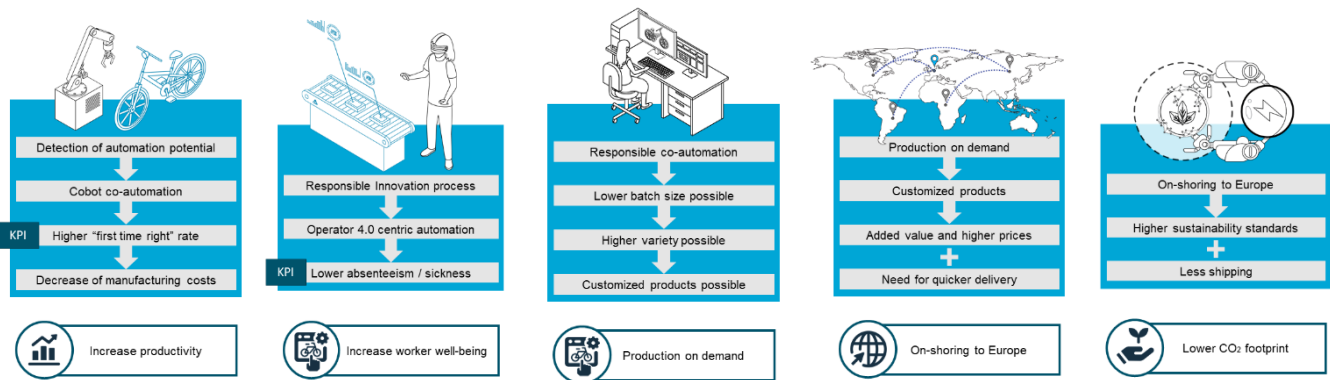 Detection of automation potential
Cobot co-automation
KPI
Higher "first time right" rate
Decrease of manufacturing costs
Increase productivity
Responsible Innovation process
Operator 4.0 centric automation
KPI
Lower absenteeism / sickness
Increase worker well-being
Responsible co-automation
Lower batch size possible
Higher variety possible
Customized products possible
Production on demand
Production on demand
Customized products
Added value and higher prices
Need for quicker delivery
On-shoring to Europe
On-shoring to Europe
Higher sustainability standards
Less shipping
Lower CO₂ footprint